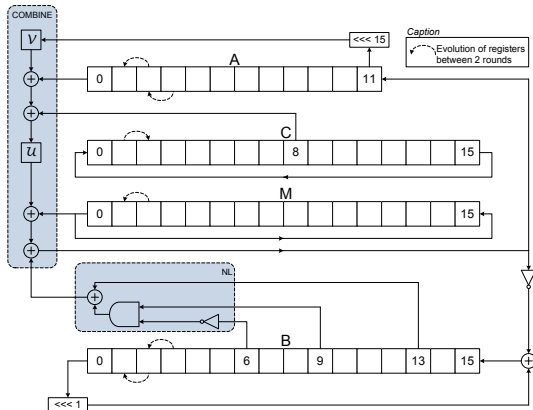 COMBINE
V
<<< 15
Caption
Evolution of registers
between 2 rounds
A
0 11
C
0 8 15
U
M
0 15
NL
B
0 6 9 13 15
<<< 1